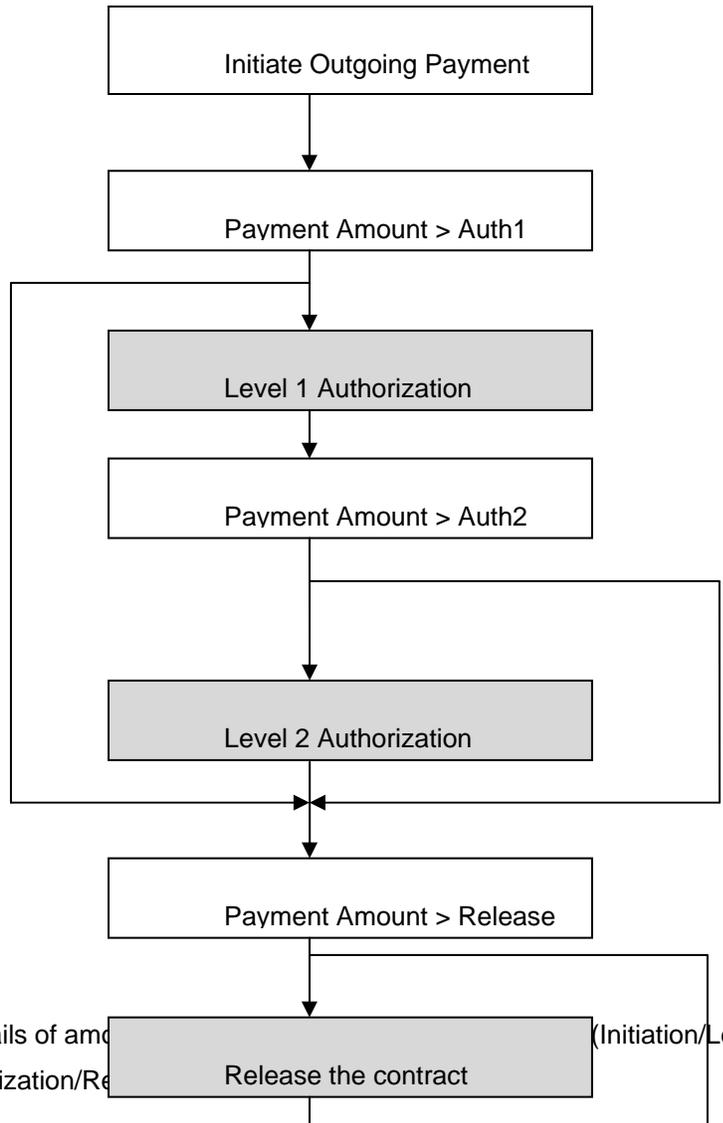 Initiate Outgoing Payment
Payment Amount > Auth1
Level 1 Authorization
Payment Amount > Auth2
Level 2 Authorization
Payment Amount > Release
of (Initiation/
Release the contract